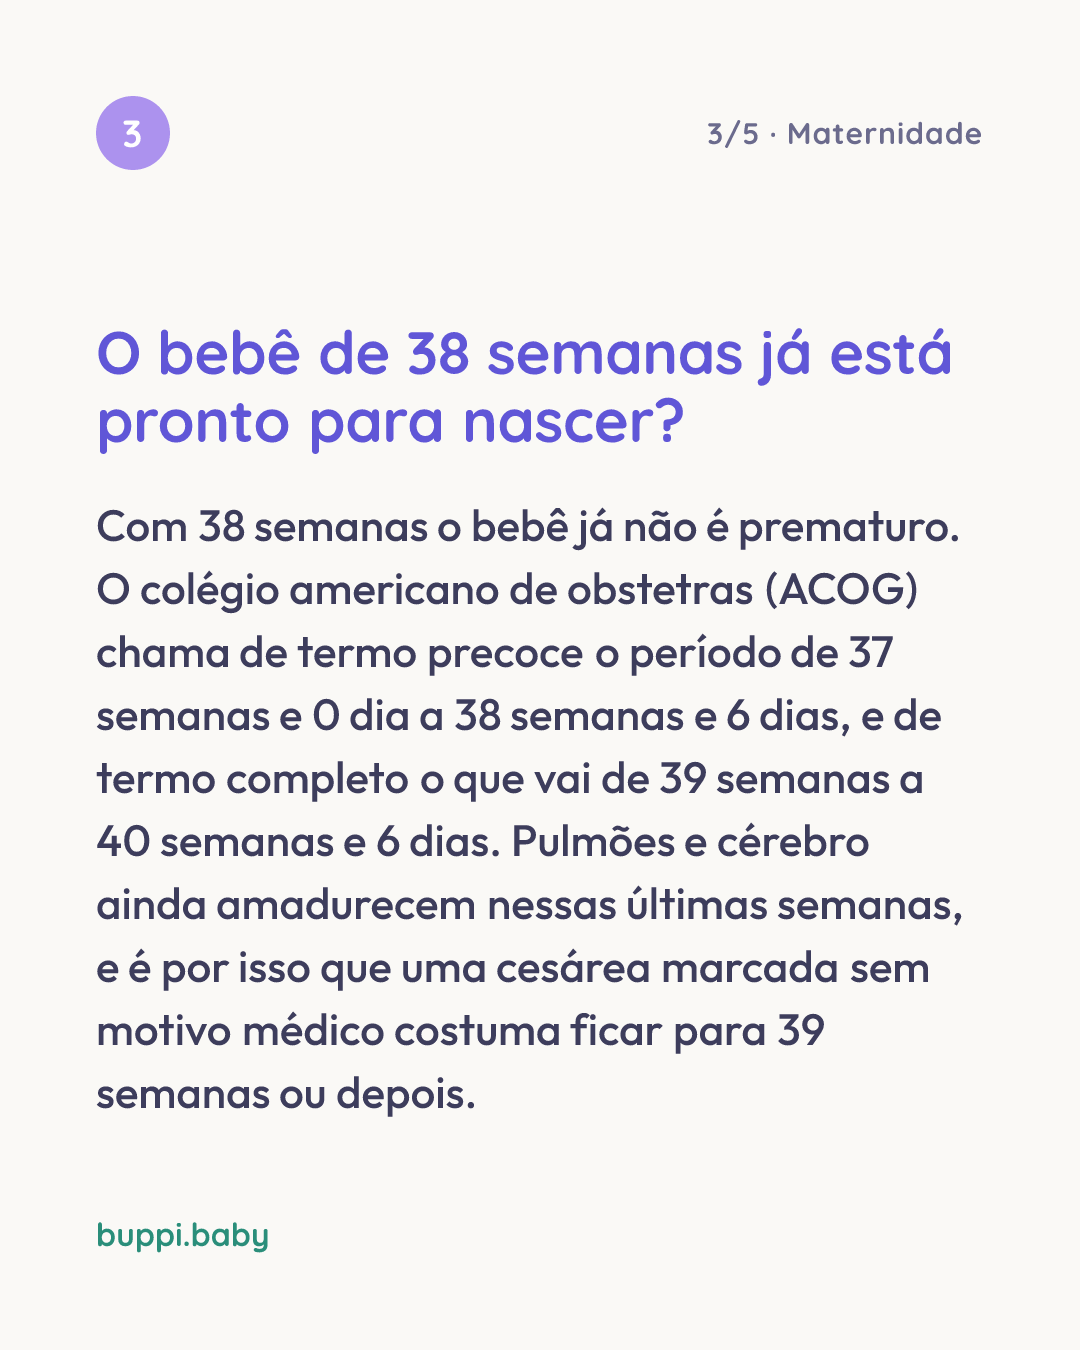 3
3/5 · Maternidade
O bebê de 38 semanas já está
pronto para nascer?
Com 38 semanas o bebê já não é prematuro.
O colégio americano de obstetras (ACOG)
chama de termo precoce o período de 37
semanas e 0 dia a 38 semanas e 6 dias, e de
termo completo o que vai de 39 semanas a
40 semanas e 6 dias. Pulmões e cérebro
ainda amadurecem nessas últimas semanas,
e é por isso que uma cesárea marcada sem
motivo médico costuma ficar para 39
semanas ou depois.
buppi.baby